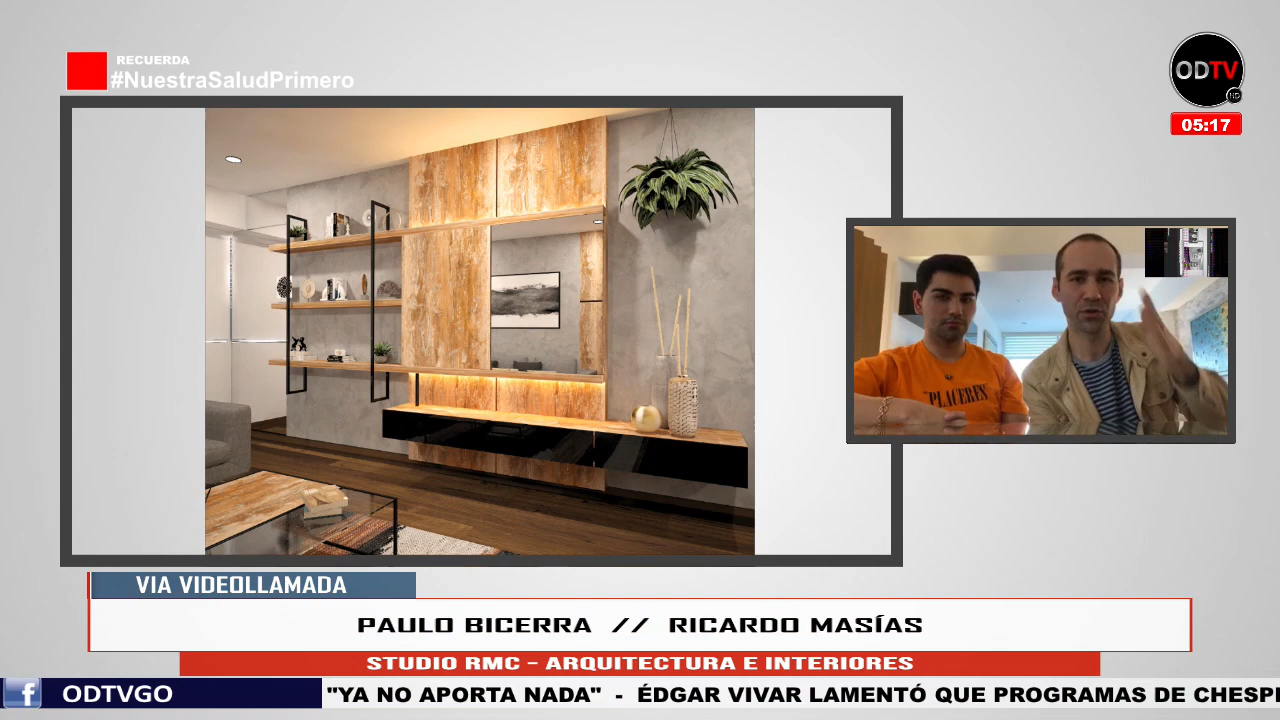 RECUERDA
#NuestraSaludPrimero
ODTV
HD
05:17
"PLACERES"
VIA VIDEOLLAMADA
PAULO BICERRA // RICARDO MASÍAS
STUDIO RMC - ARQUITECTURA E INTERIORES
f ODTVGO
"YA NO APORTA NADA" - ÉDGAR VIVAR LAMENTÓ QUE PROGRAMAS DE CHESPI